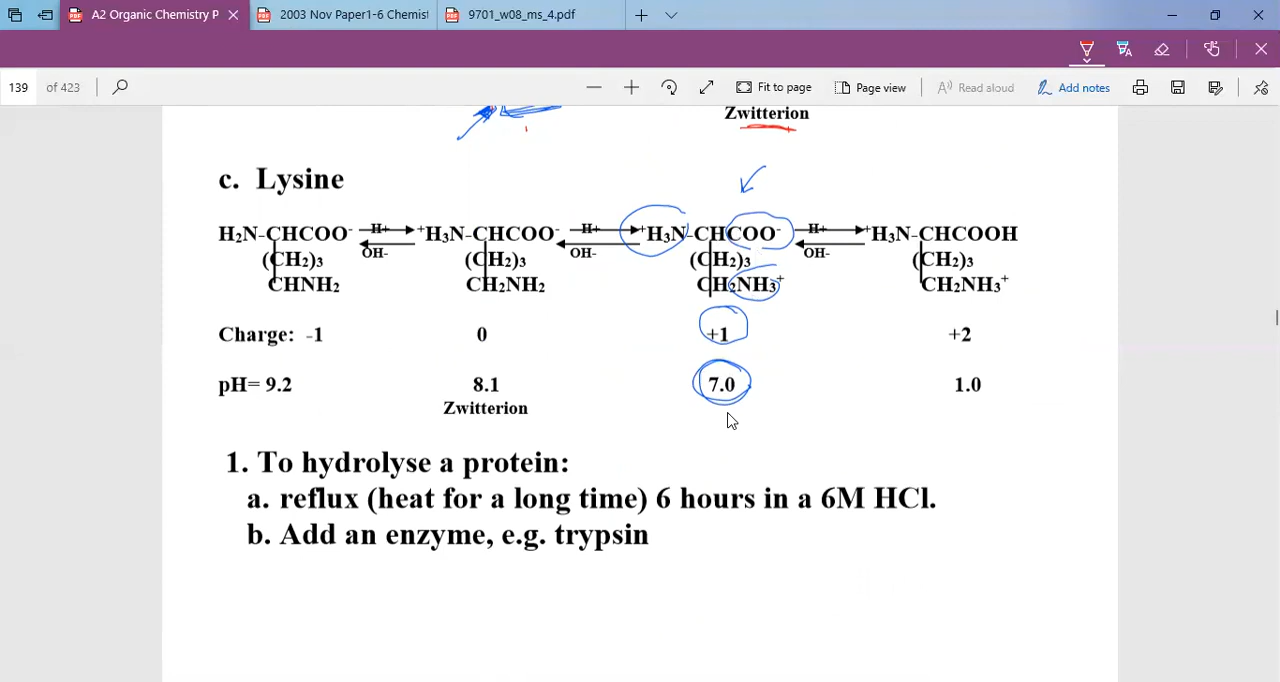 A2 Organic Chemistry P
2003 Nov Paper1-6 Chemist
9701_w08_ms_4.pdf
139 of 423
Fit to page
Page view
Read aloud
Add notes
Zwitterion
c. Lysine
H2N-CHCOO- H+ +H3N-CHCOO- H+ +H3N-CHCOO- H+ +H3N-CHCOOH
(CH2)3 OH- (CH2)3 OH- (CH2)3 OH- (CH2)3
CHNH2 CH2NH2 CH2NH3+ CH2NH3+
Charge: -1 0 +1 +2
pH= 9.2 8.1 7.0 1.0
Zwitterion
1. To hydrolyse a protein:
a. reflux (heat for a long time) 6 hours in a 6M HCl.
b. Add an enzyme, e.g. trypsin